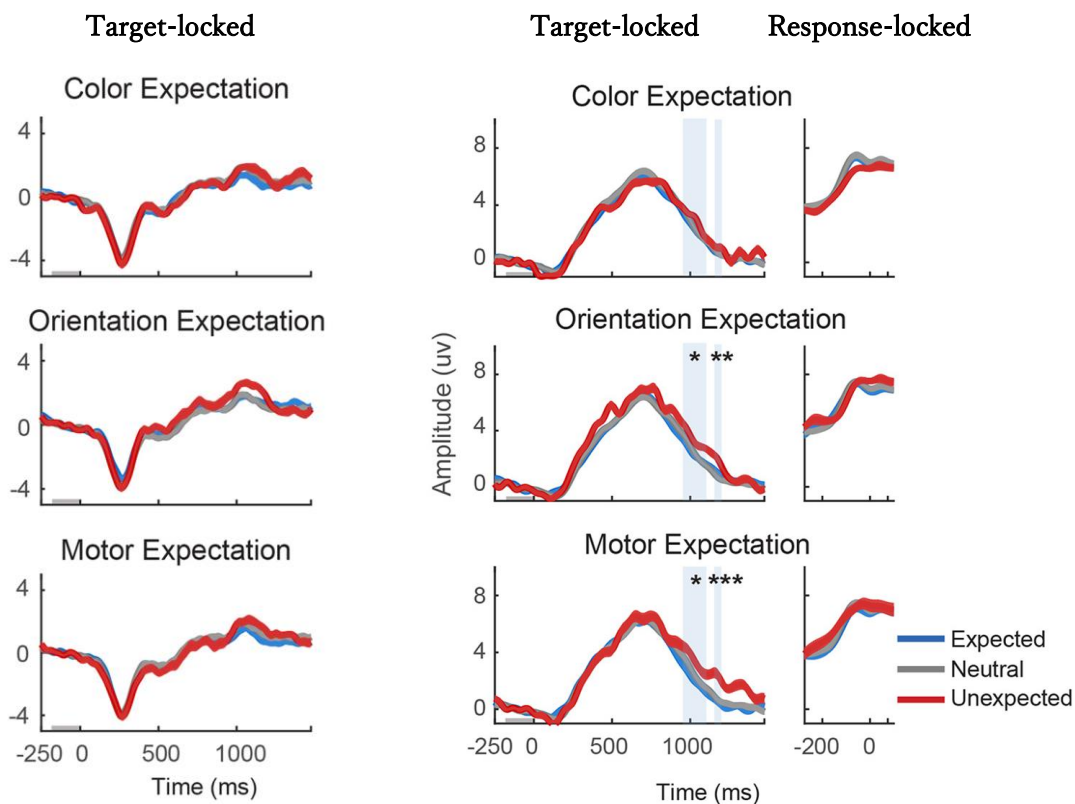 Target-locked
Color Expectation
4
0
-4
Orientation Expectation
4
0
-4
Motor Expectation
4
0
-4
-250 0 500 1000
Time (ms)
Target-locked Response-locked
Color Expectation
8
4
0
Orientation Expectation
Amplitude (uv)
8
4
0
* **
Motor Expectation
8
4
0
* ***
-250 0 500 1000 -200 0
Time (ms)
Expected
Neutral
Unexpected